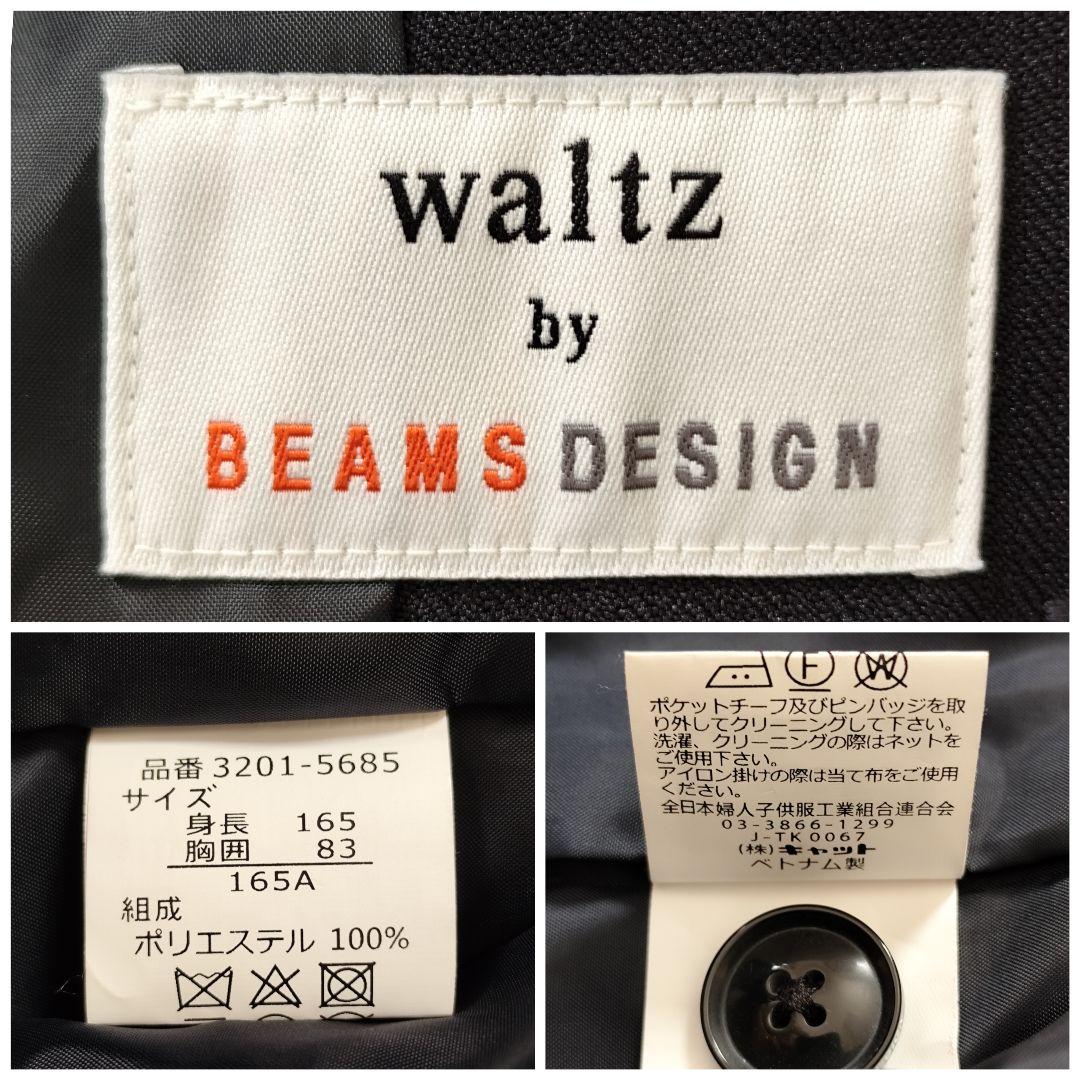 waltz
by
BEAMS DESIGN
品番3201-5685
サイズ
身長 165
胸囲 83
165A
組成
ポリエステル 100%
F W
ポケットチーフ及びピンバッジを取
り外してクリーニングして下さい。
洗濯、クリーニングの際はネットを
ご使用下さい。
アイロン掛けの際は当て布をご使用
ください。
全日本婦人子供服工業組合連合会
03-3866-1299
J-TK0067
(株)キャット
ベトナム製